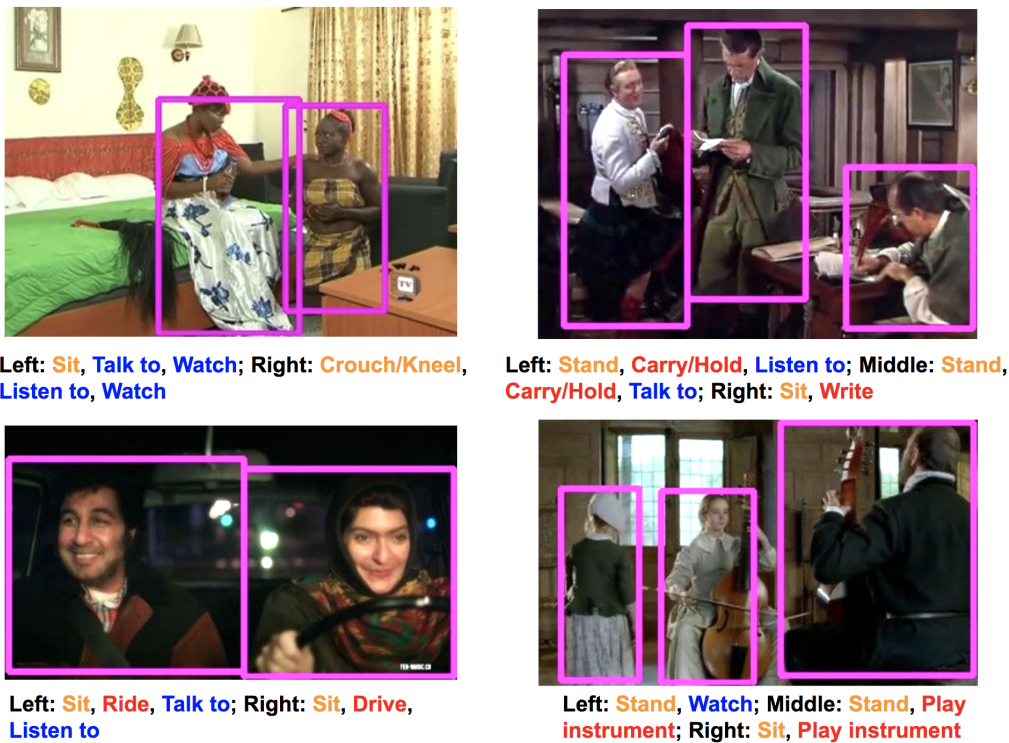 TV
Left: Sit, Talk to, Watch; Right: Crouch/Kneel,
Listen to, Watch
Left: Stand, Carry/Hold, Listen to; Middle: Stand,
Carry/Hold, Talk to; Right: Sit, Write
Left: Sit, Ride, Talk to; Right: Sit, Drive,
Listen to
Left: Stand, Watch; Middle: Stand, Play
instrument; Right: Sit, Play instrument